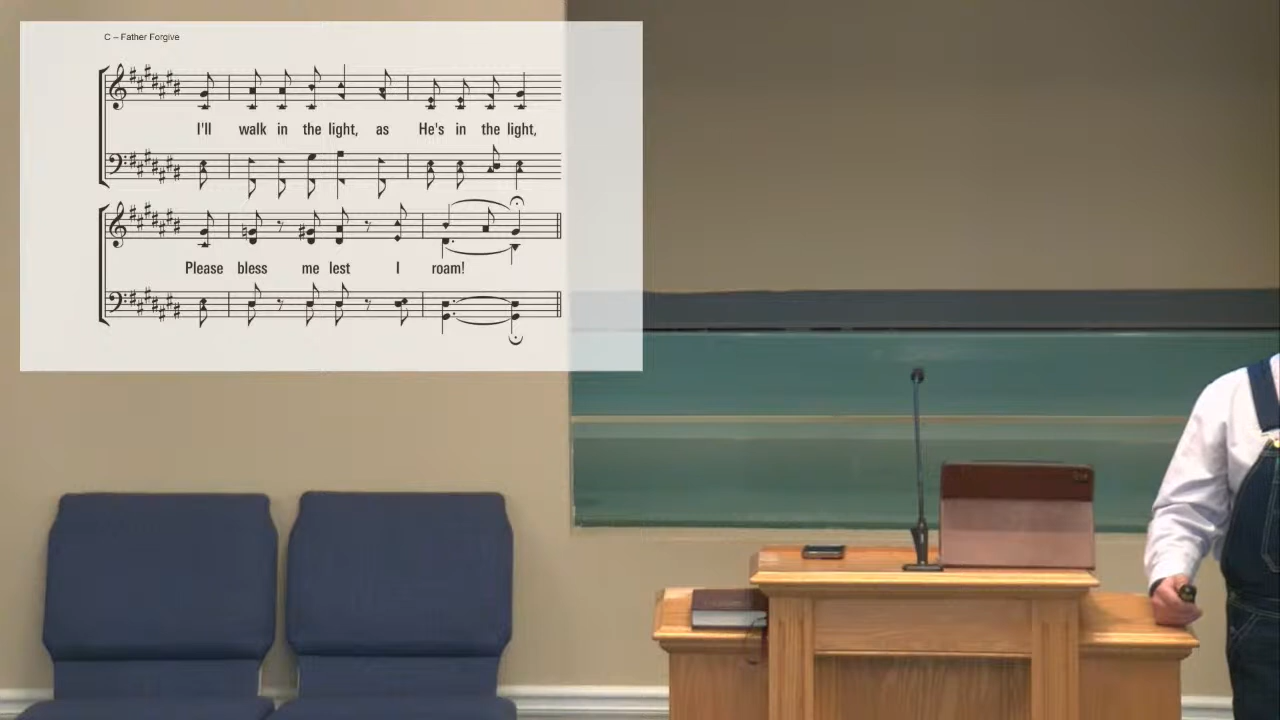 C – Father Forgive
I'll walk in the light, as He's in the light,
Please bless me lest I roam!